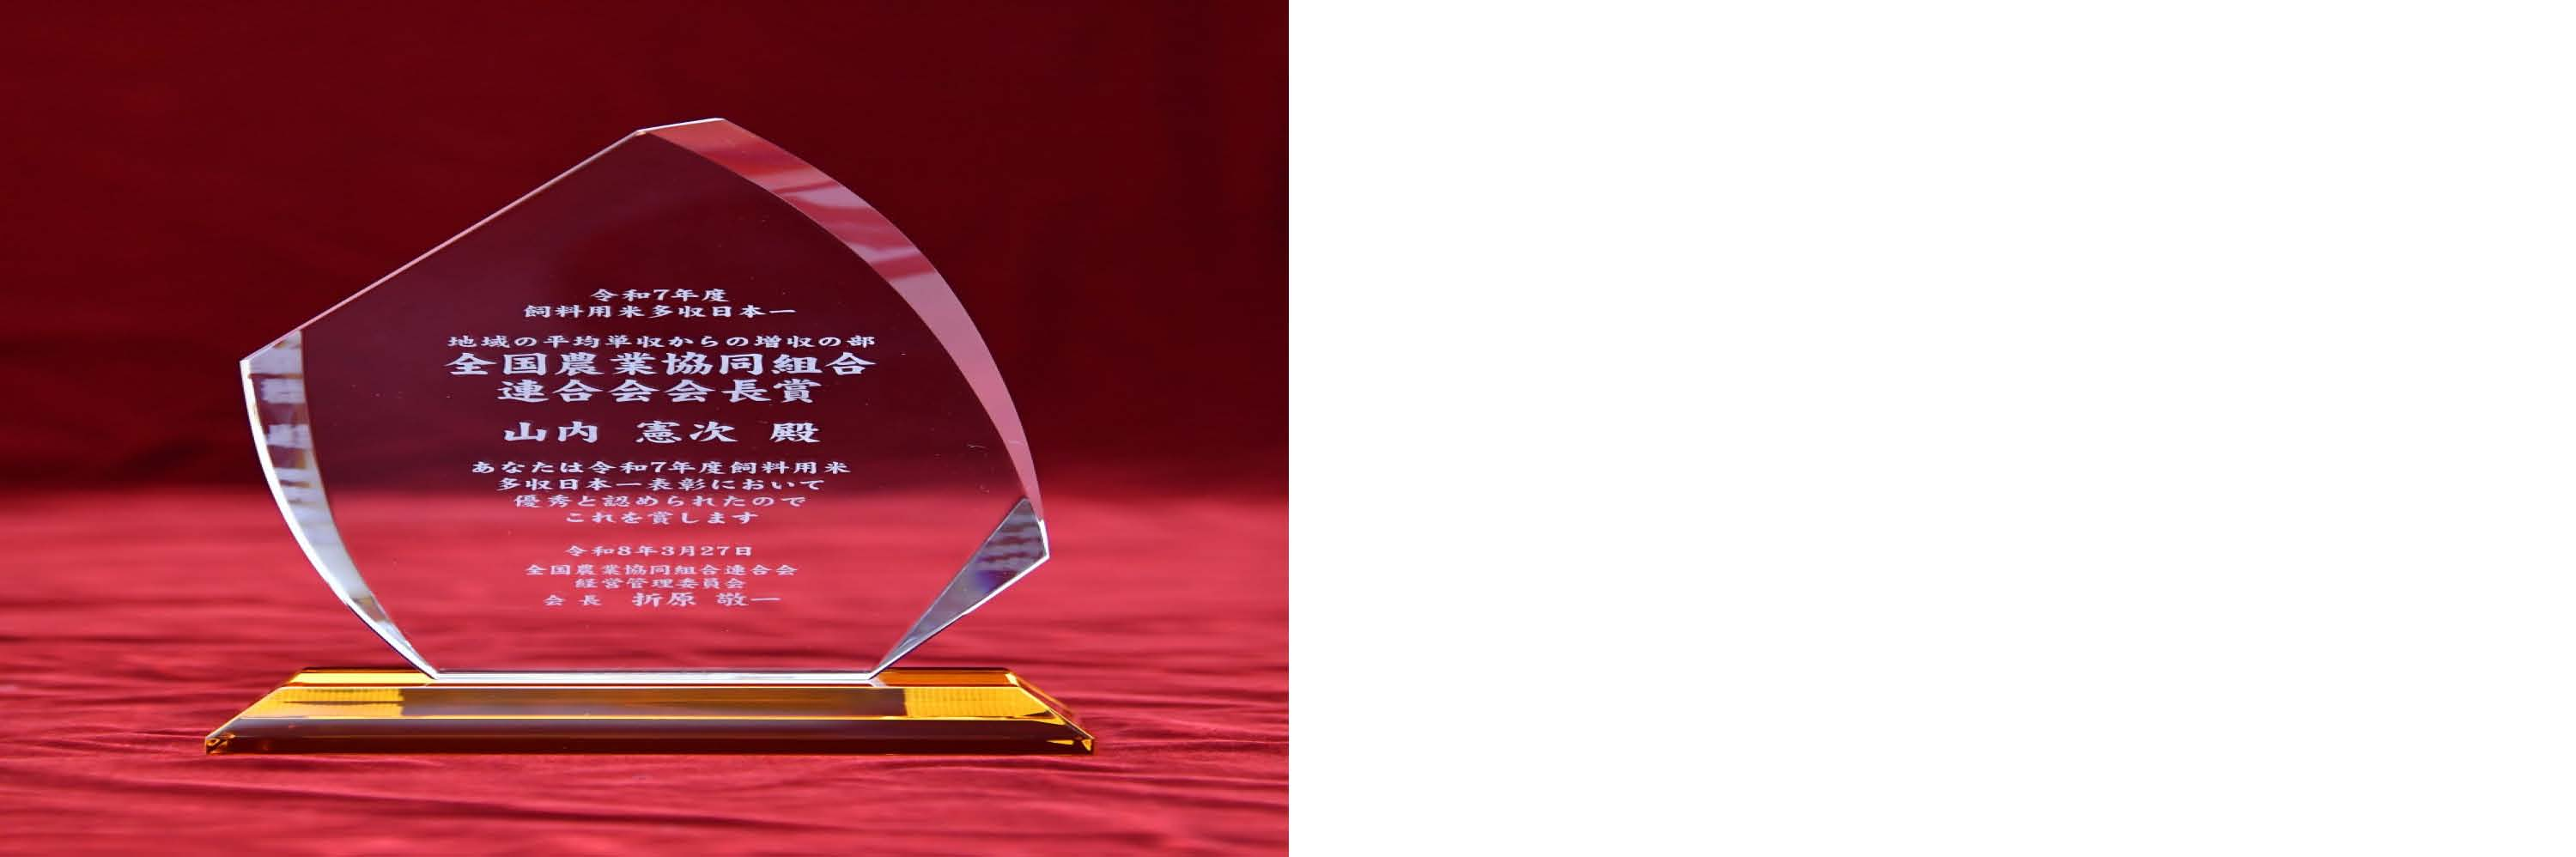 令和7年度
飼料用米多収日本一
地域の平均単収からの増収の部
全国農業協同組合
連合会会長賞
山内 憲次 殿
あなたは令和7年度飼料用米
多収日本一表彰において
優秀と認められたので
これを賞します
令和8年3月27日
全国農業協同組合連合会
経営管理委員会
会長 折原 敬一